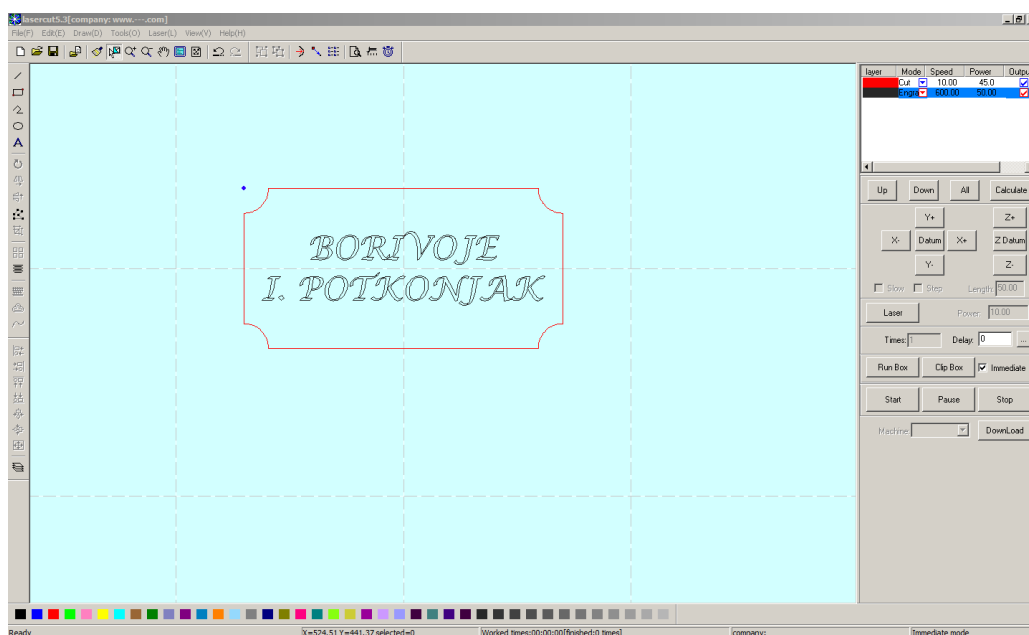 lasercut5.3[company: www.---.com]
File(F) Edit(E) Draw(D) Tools(O) Laser(L) View(V) Help(H)
layer Mode Speed Power Outpu
Cut 10.00 45.0
Engra 600.00 50.00
Up Down All Calculate
Y+ Z+
X- Datum X+ Z Datum
Y- Z-
Slow Step Length: 50.00
Laser Power: 10.00
Times: 1 Delay: 0 ...
Run Box Clip Box Immediate
Start Pause Stop
Machine: DownLoad
BORIVOJE
I. POTKONJAK
Ready X=524.51 Y=441.37 selected=0 Worked times:00:00:00[finished:0 times] company: Immediate mode